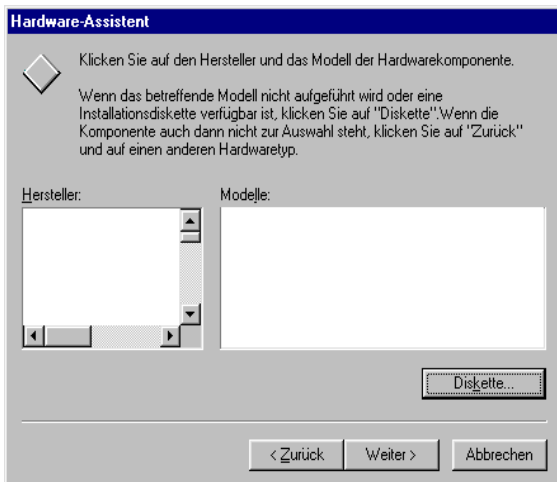 Hardware-Assistent
Klicken Sie auf den Hersteller und das Modell der Hardwarekomponente.
Wenn das betreffende Modell nicht aufgeführt wird oder eine
Installationsdiskette verfügbar ist, klicken Sie auf "Diskette".Wenn die
Komponente auch dann nicht zur Auswahl steht, klicken Sie auf "Zurück"
und auf einen anderen Hardwaretyp.
Hersteller: Modelle:
Diskette...
< Zurück Weiter > Abbrechen